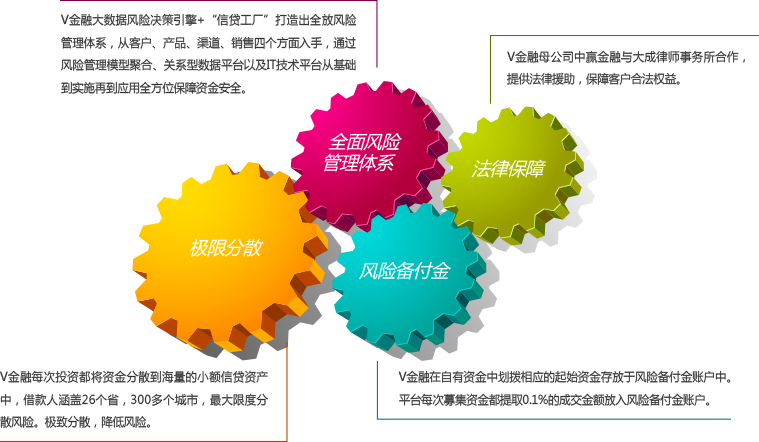 V金融大数据风险决策引擎+“信贷工厂”打造出全放风险
管理体系，从客户、产品、渠道、销售四个方面入手，通过
风险管理模型聚合、关系型数据平台以及IT技术平台从基础
到实施再到应用全方位保障资金安全。
V金融母公司中赢金融与大成律师事务所合作，
提供法律援助，保障客户合法权益。
全面风险
管理体系
法律保障
极限分散
风险备付金
V金融每次投资都将资金分散到海量的小额信贷资产
中，借款人涵盖26个省，300多个城市，最大限度分
散风险。极致分散，降低风险。
V金融在自有资金中划拨相应的起始资金存放于风险备付金账户中。
平台每次募集资金都提取0.1%的成交金额放入风险备付金账户。